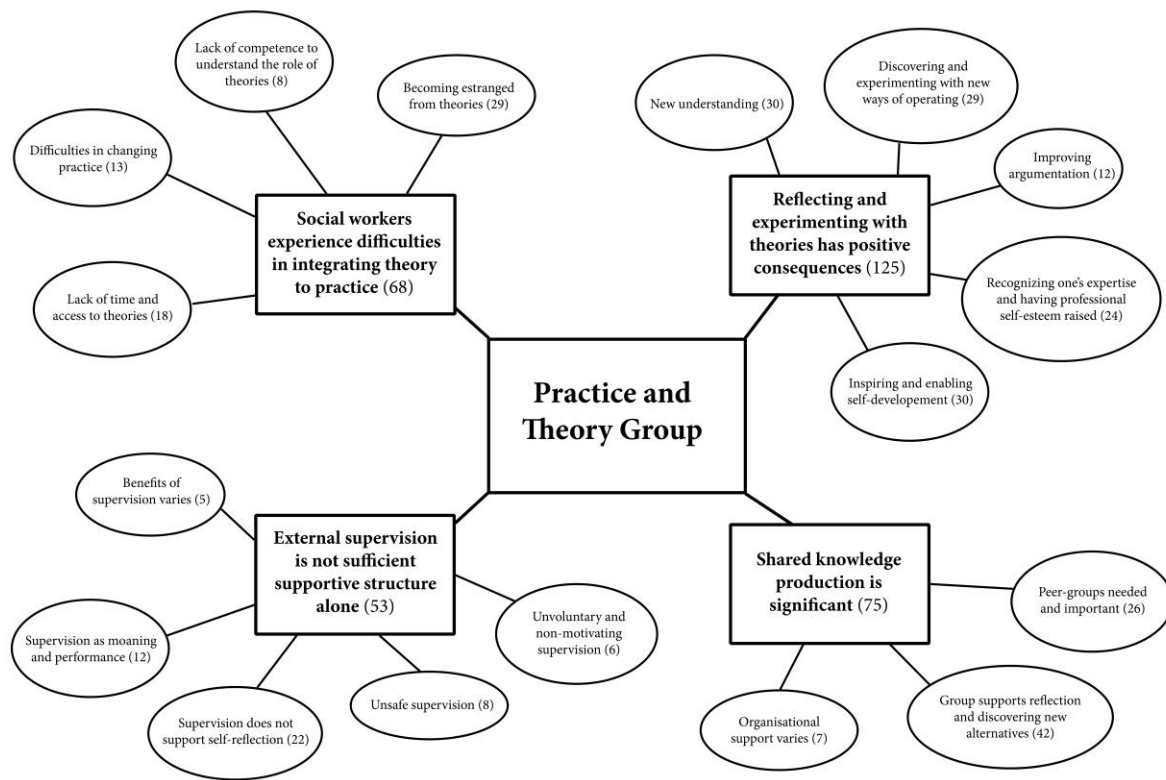 Lack of competence to
understand the role of
theories (8)
Becoming estranged
from theories (29)
Difficulties in changing
practice (13)
Lack of time and
access to theories (18)
Social workers
experience difficulties
in integrating theory
to practice (68)
New understanding (30)
Discovering and
experimenting with new
ways of operating (29)
Improving
argumentation (12)
Recognizing one's expertise
and having professional
self-esteem raised (24)
Inspiring and enabling
self-developement (30)
Reflecting and
experimenting with
theories has positive
consequences (125)
Practice and
Theory Group
Benefits of
supervision varies (5)
External supervision
is not sufficient
supportive structure
alone (53)
Supervision as moaning
and performance (12)
Supervision does not
support self-reflection (22)
Unsafe supervision (8)
Unvoluntary and
non-motivating
supervision (6)
Shared knowledge
production is
significant (75)
Peer-groups needed
and important (26)
Organisational
support varies (7)
Group supports reflection
and discovering new
alternatives (42)